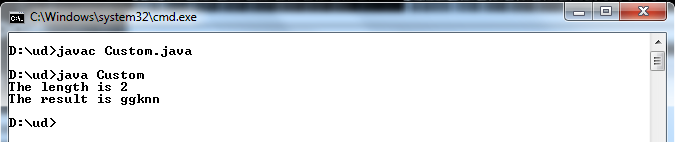 C:\Windows\system32\cmd.exe
D:\ud>javac Custom.java
D:\ud>java Custom
The length is 2
The result is ggknn
D:\ud>